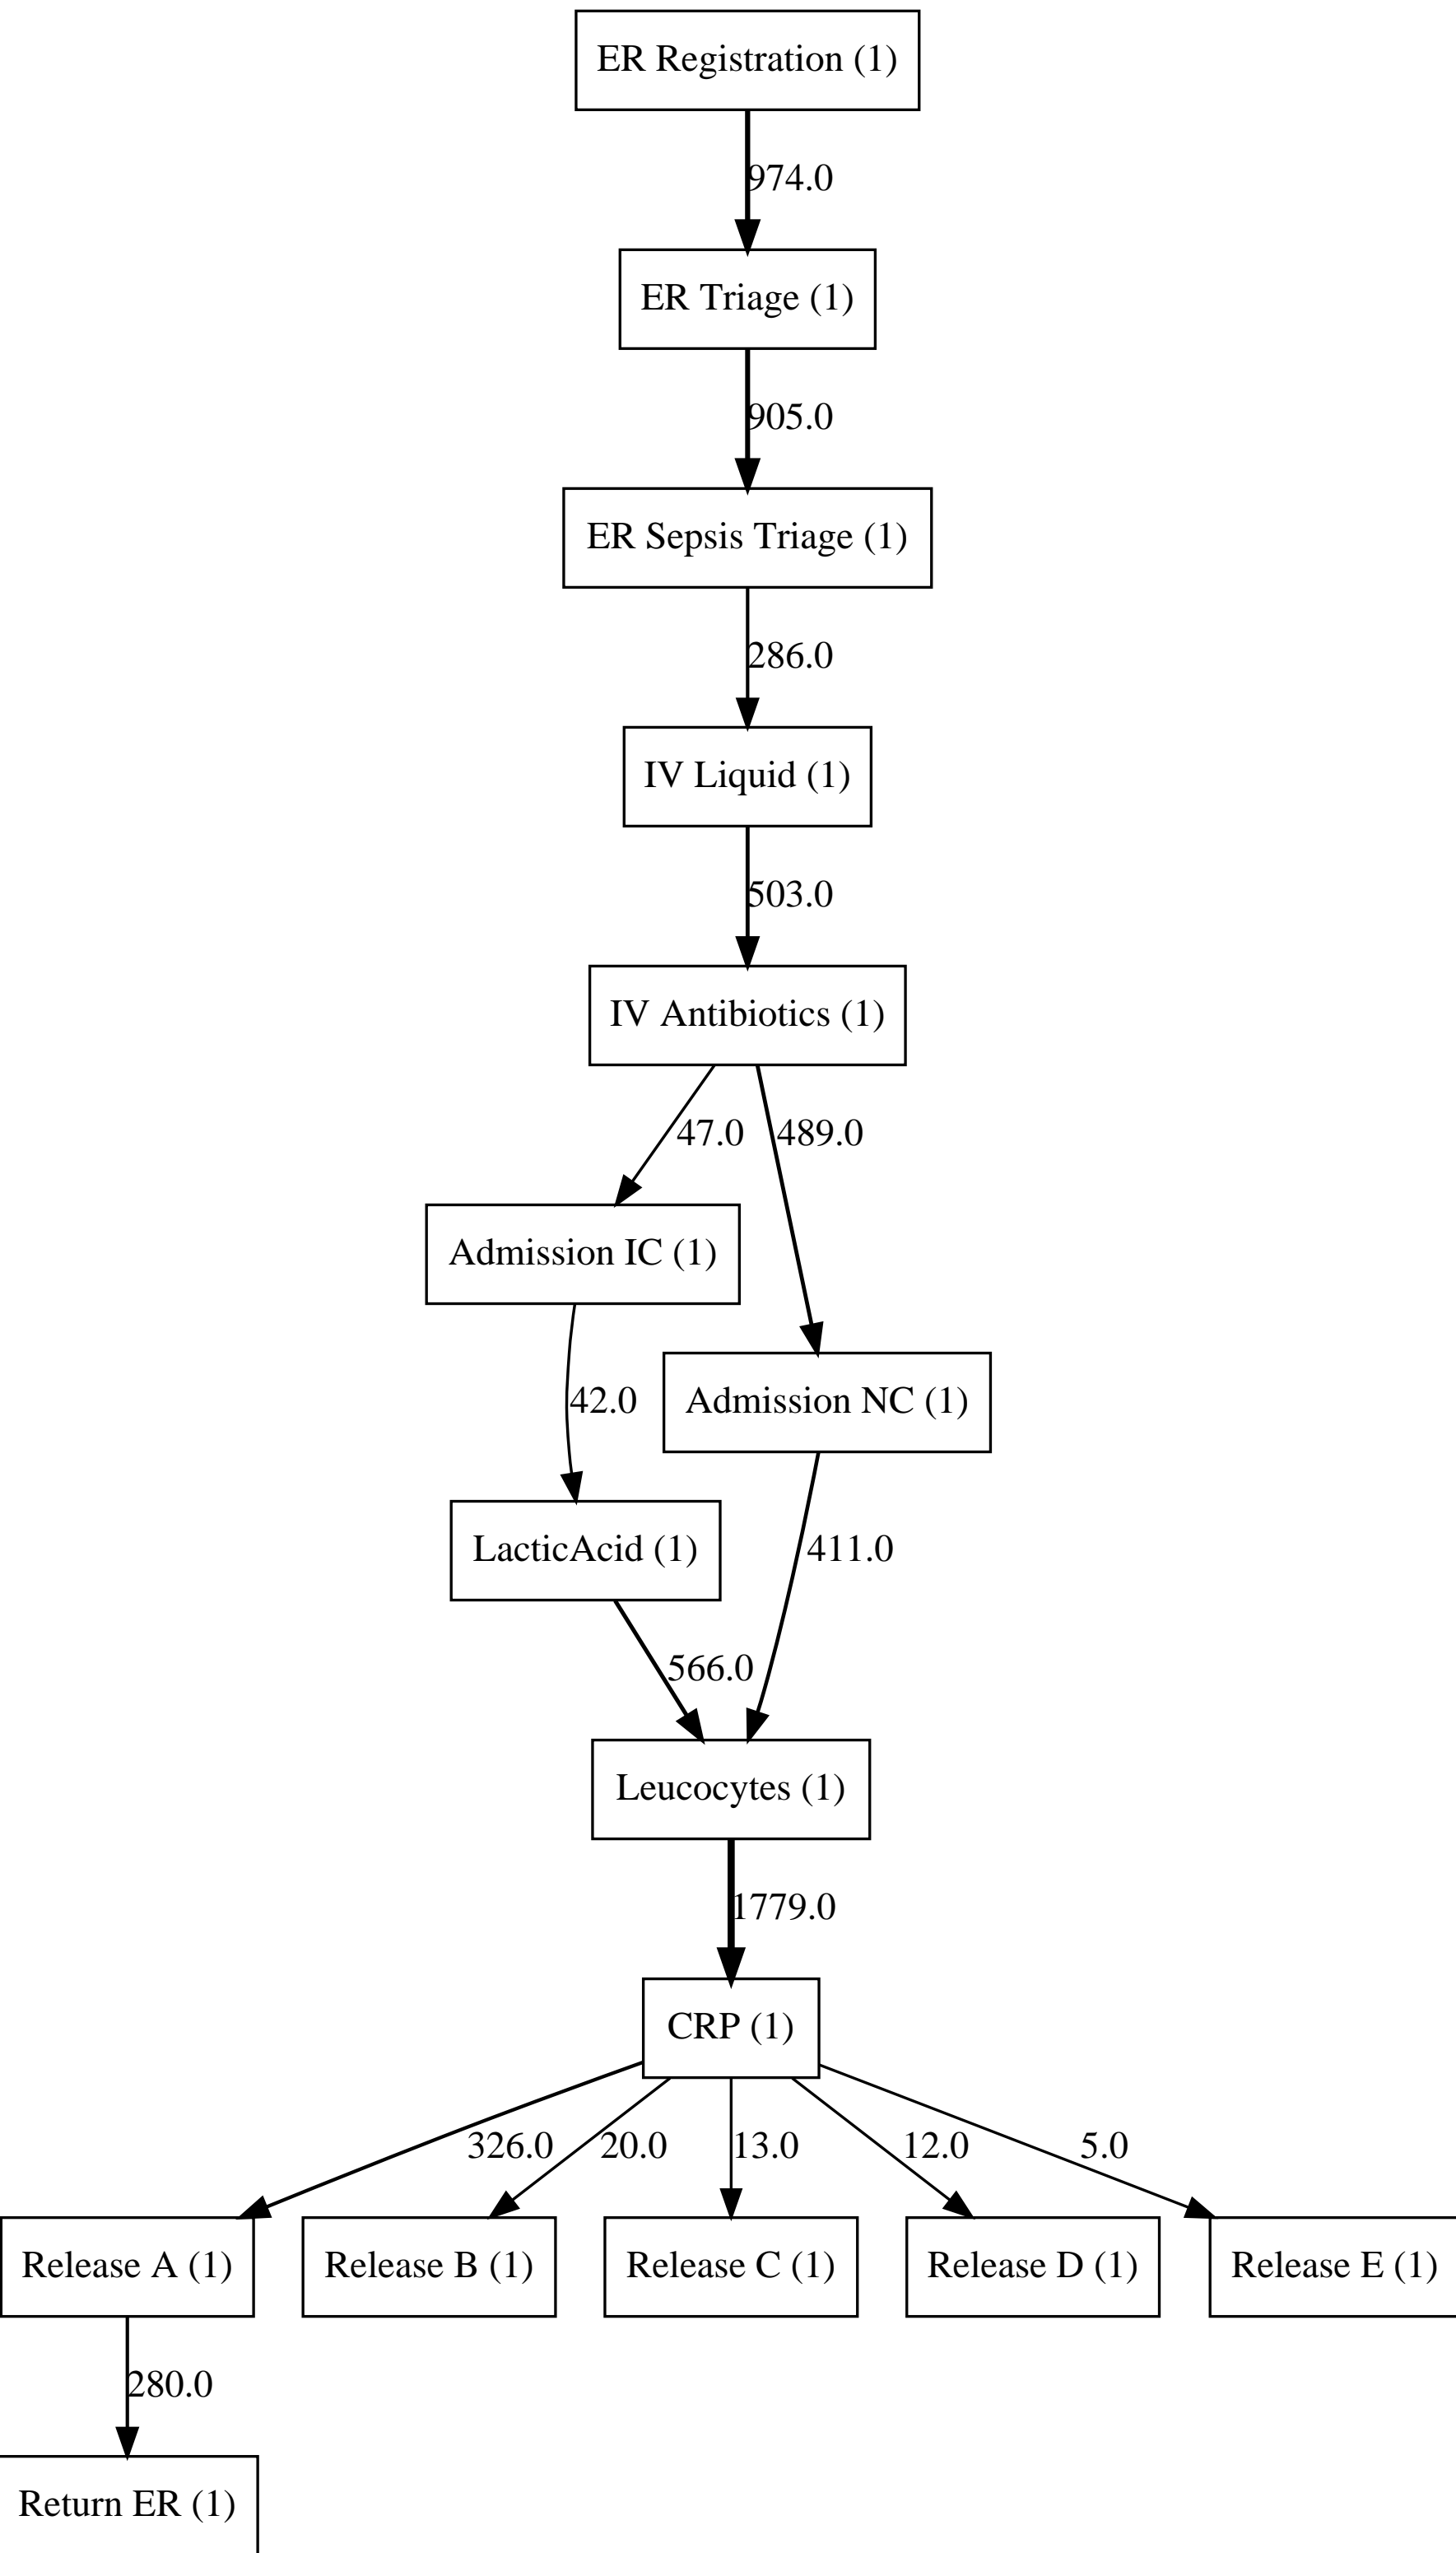 ER Registration (1)
974.0
ER Triage (1)
905.0
ER Sepsis Triage (1)
286.0
IV Liquid (1)
503.0
IV Antibiotics (1)
47.0
489.0
Admission IC (1)
42.0
Admission NC (1)
LacticAcid (1)
411.0
566.0
Leucocytes (1)
1779.0
CRP (1)
326.0
20.0
13.0
12.0
5.0
Release A (1)
Release B (1)
Release C (1)
Release D (1)
Release E (1)
280.0
Return ER (1)